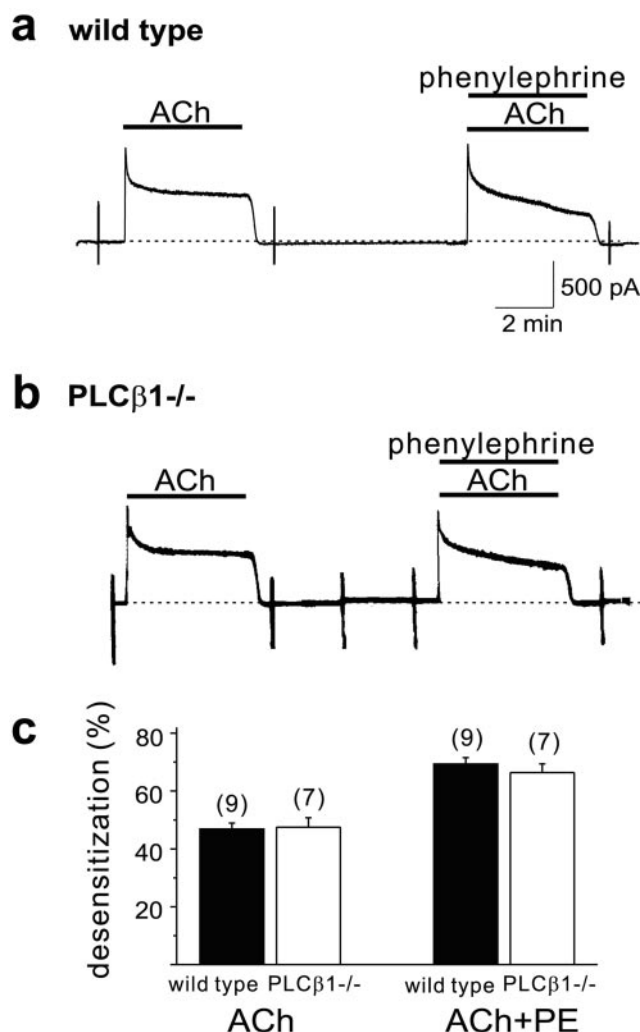 a wild type
phenylephrine
ACh
ACh
500 pA
2 min
b PLCβ1-/-
phenylephrine
ACh
ACh
c
desensitization (%)
80
60
40
20
(9)
(7)
(9)
(7)
wild type PLCβ1-/-
wild type PLCβ1-/-
ACh
ACh+PE